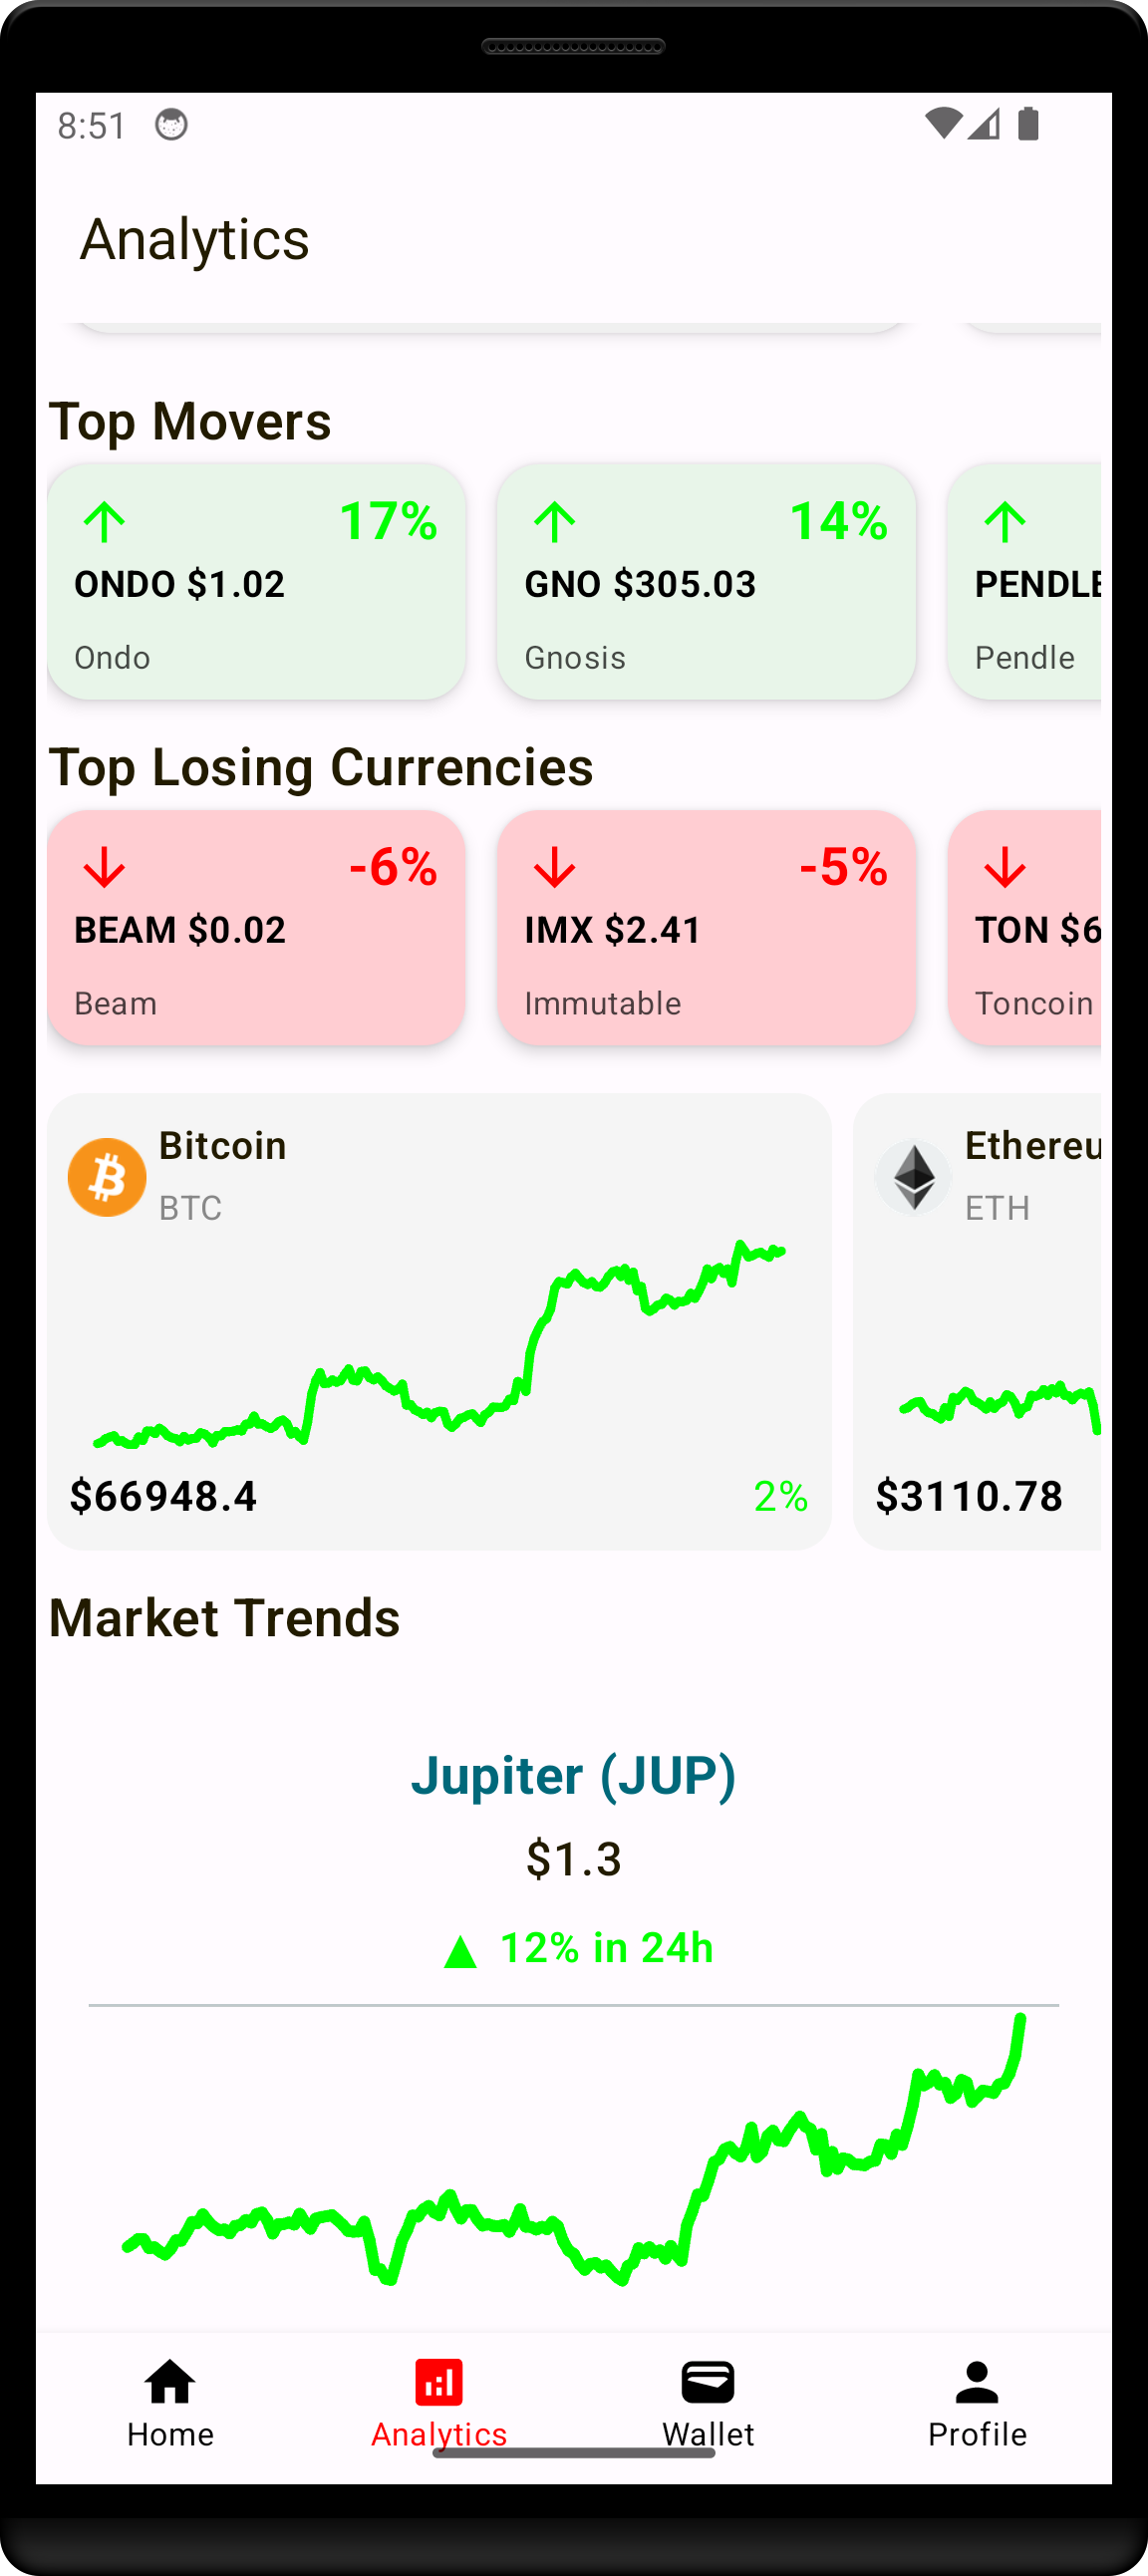 8:51
Analytics
Top Movers
17% 14%
ONDO $1.02 GNO $305.03 PENDLE
Ondo Gnosis Pendle
Top Losing Currencies
-6% -5%
BEAM $0.02 IMX $2.41 TON $6
Beam Immutable Toncoin
Bitcoin Ethereu
BTC ETH
$66948.4 2% $3110.78
Market Trends
Jupiter (JUP)
$1.3
▲ 12% in 24h
Home Analytics Wallet Profile